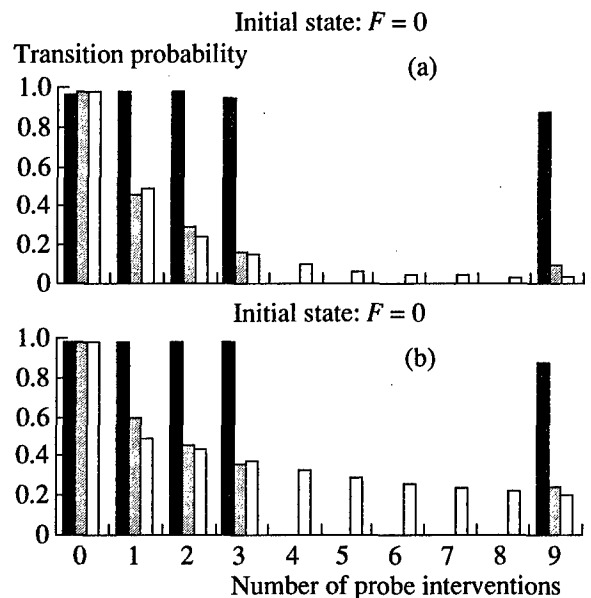 Initial state: F = 0
Transition probability
(a)
1.0
0.8
0.6
0.4
0.2
0
Initial state: F = 0
(b)
1.0
0.8
0.6
0.4
0.2
0
0 1 2 3 4 5 6 7 8 9
Number of probe interventions